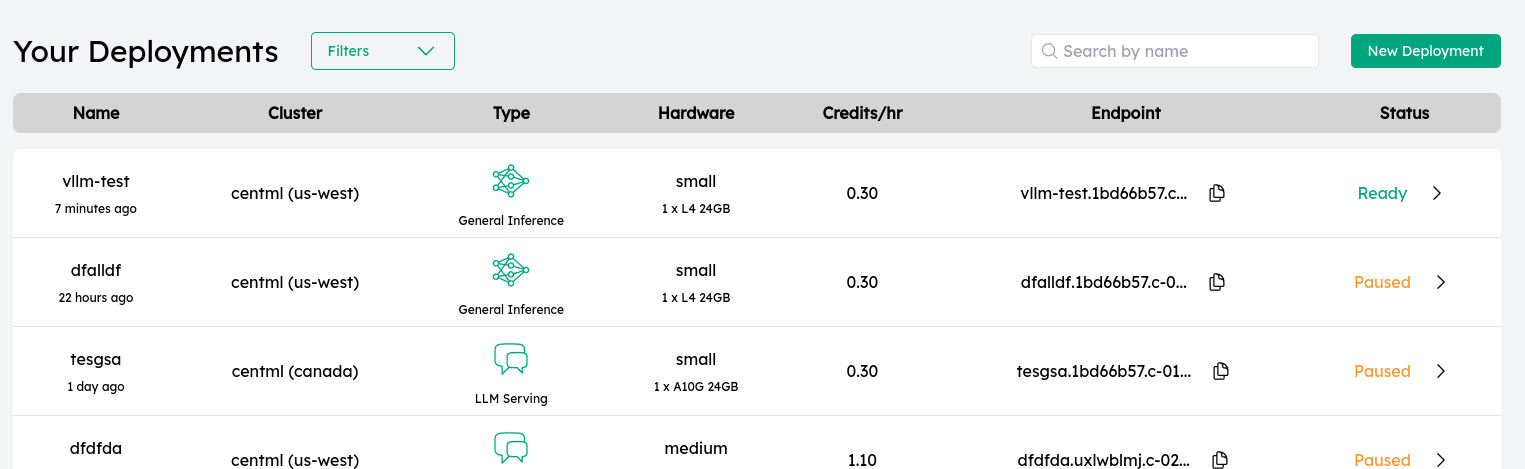 Your Deployments
Filters
Search by name
New Deployment
Name Cluster Type Hardware Credits/hr Endpoint Status
vllm-test
7 minutes ago
centml (us-west)
General Inference
small
1 x L4 24GB
0.30
vllm-test.1bd66b57.c...
Ready
dfalldf
22 hours ago
centml (us-west)
General Inference
small
1 x L4 24GB
0.30
dfalldf.1bd66b57.c-0...
Paused
tesgsa
1 day ago
centml (canada)
LLM Serving
small
1 x A10G 24GB
0.30
tesgsa.1bd66b57.c-01...
Paused
dfdfda
centml (us-west)
medium
1.10
dfdfda.uxlwblmj.c-02...
Paused